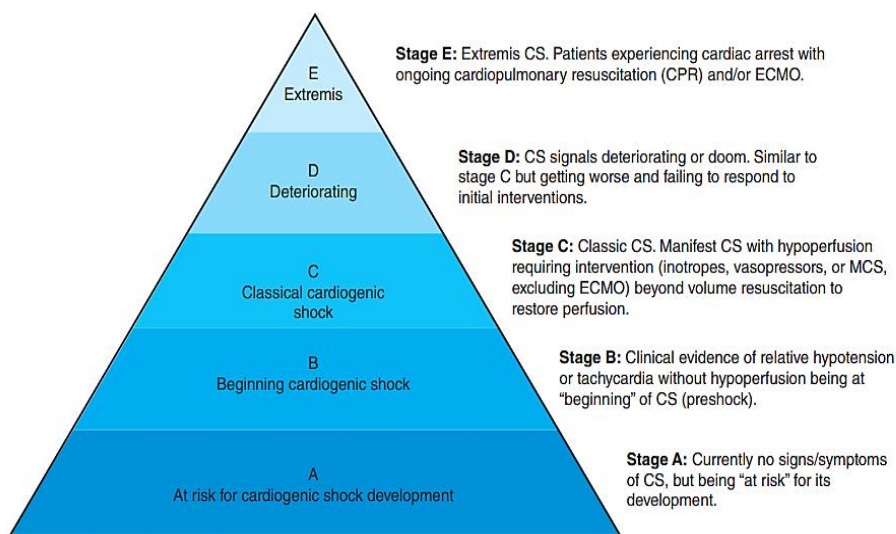 E
Extremis
Stage E: Extremis CS. Patients experiencing cardiac arrest with
ongoing cardiopulmonary resuscitation (CPR) and/or ECMO.
D
Deteriorating
Stage D: CS signals deteriorating or doom. Similar to
stage C but getting worse and failing to respond to
initial interventions.
C
Classical cardiogenic
shock
Stage C: Classic CS. Manifest CS with hypoperfusion
requiring intervention (inotropes, vasopressors, or MCS,
excluding ECMO) beyond volume resuscitation to
restore perfusion.
B
Beginning cardiogenic shock
Stage B: Clinical evidence of relative hypotension
or tachycardia without hypoperfusion being at
“beginning” of CS (preshock).
A
At risk for cardiogenic shock development
Stage A: Currently no signs/symptoms
of CS, but being “at risk” for its
development.